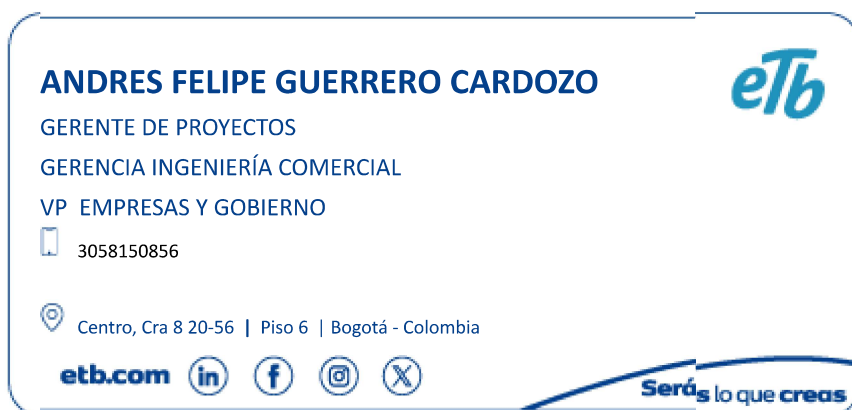 ANDRES FELIPE GUERRERO CARDOZO
eTb
GERENTE DE PROYECTOS
GERENCIA INGENIERÍA COMERCIAL
VP EMPRESAS Y GOBIERNO
3058150856
Centro, Cra 8 20-56 | Piso 6 | Bogotá - Colombia
etb.com in f X
Serás lo que creas